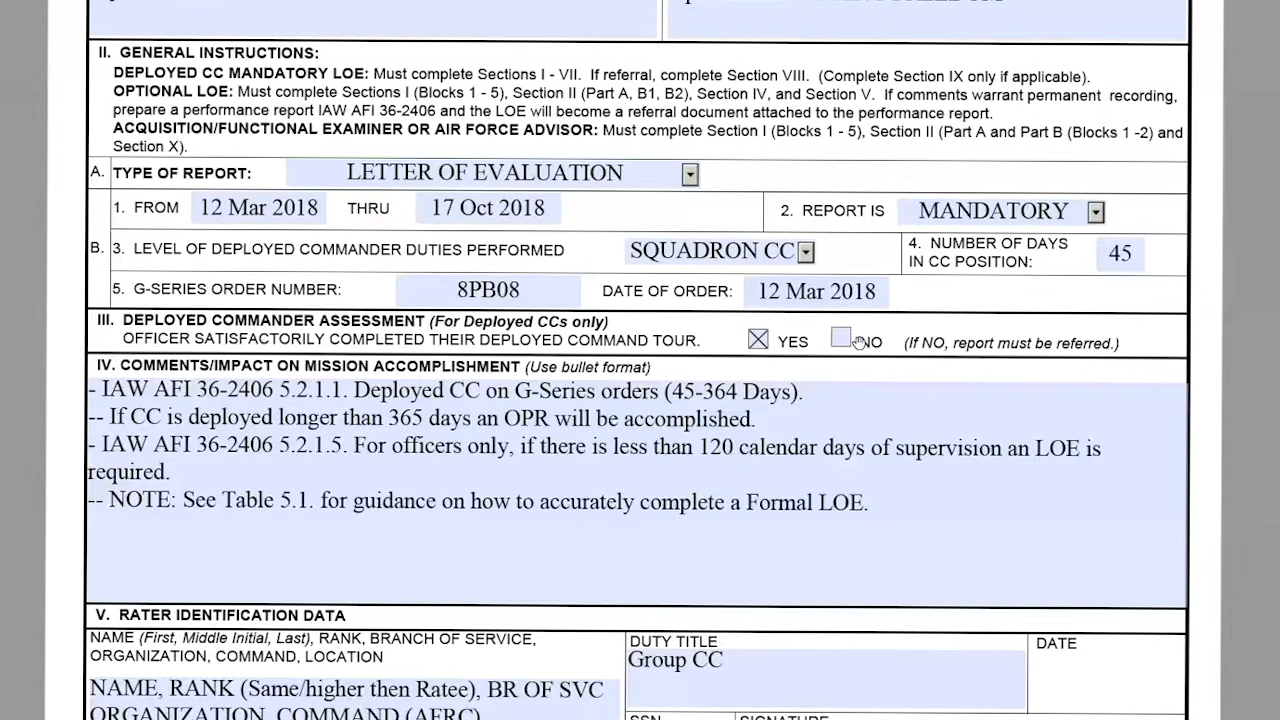 II. GENERAL INSTRUCTIONS:
DEPLOYED CC MANDATORY LOE: Must complete Sections I - VII. If referral, complete Section VIII. (Complete Section IX only if applicable).
OPTIONAL LOE: Must complete Sections I (Blocks 1 - 5), Section II (Part A, B1, B2), Section IV, and Section V. If comments warrant permanent recording,
prepare a performance report IAW AFI 36-2406 and the LOE will become a referral document attached to the performance report.
ACQUISITION/FUNCTIONAL EXAMINER OR AIR FORCE ADVISOR: Must complete Section I (Blocks 1 - 5), Section II (Part A and Part B (Blocks 1 -2) and
Section X).
A. TYPE OF REPORT: LETTER OF EVALUATION
1. FROM 12 Mar 2018 THRU 17 Oct 2018 2. REPORT IS MANDATORY
B. 3. LEVEL OF DEPLOYED COMMANDER DUTIES PERFORMED SQUADRON CC 4. NUMBER OF DAYS
IN CC POSITION: 45
5. G-SERIES ORDER NUMBER: 8PB08 DATE OF ORDER: 12 Mar 2018
III. DEPLOYED COMMANDER ASSESSMENT (For Deployed CCs only)
OFFICER SATISFACTORILY COMPLETED THEIR DEPLOYED COMMAND TOUR. YES NO (If NO, report must be referred.)
IV. COMMENTS/IMPACT ON MISSION ACCOMPLISHMENT (Use bullet format)
- IAW AFI 36-2406 5.2.1.1. Deployed CC on G-Series orders (45-364 Days).
-- If CC is deployed longer than 365 days an OPR will be accomplished.
- IAW AFI 36-2406 5.2.1.5. For officers only, if there is less than 120 calendar days of supervision an LOE is
required.
-- NOTE: See Table 5.1. for guidance on how to accurately complete a Formal LOE.
V. RATER IDENTIFICATION DATA
NAME (First, Middle Initial, Last), RANK, BRANCH OF SERVICE,
ORGANIZATION, COMMAND, LOCATION
DUTY TITLE
DATE
Group CC
NAME, RANK (Same/higher then Ratee), BR OF SVC
ORGANIZATION, COMMAND (AFRC)
SSN
SIGNATURE